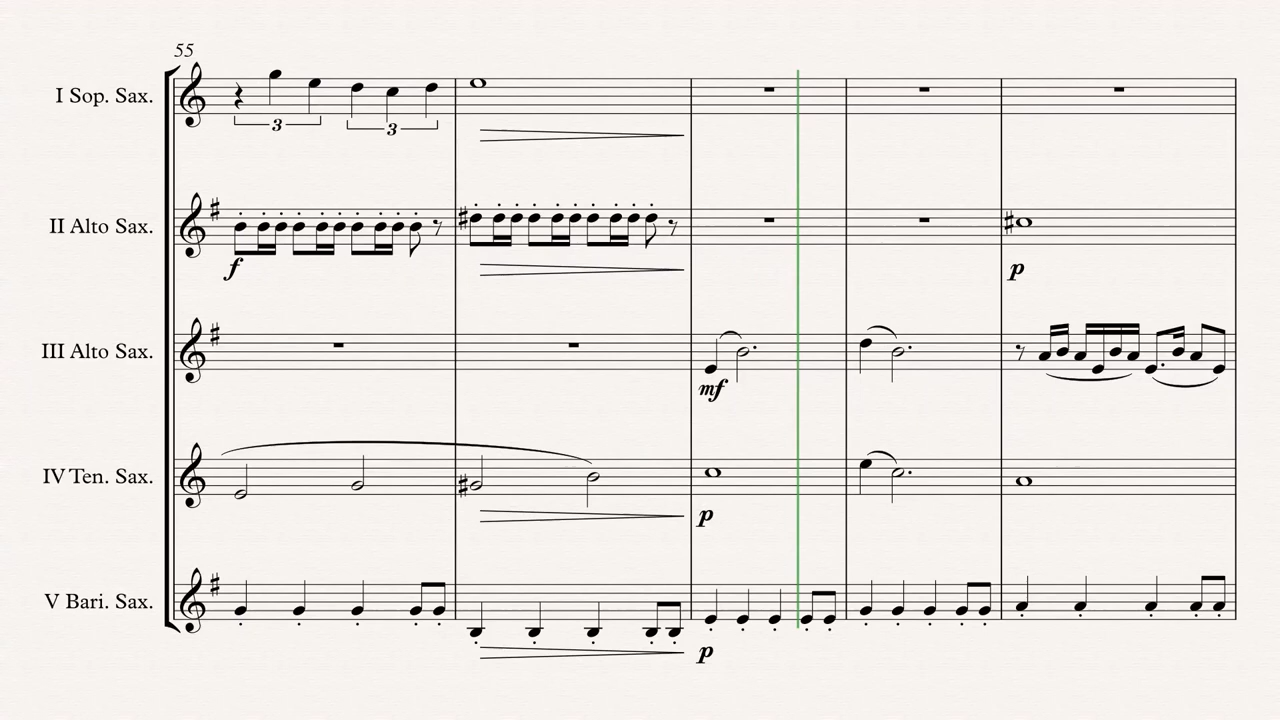 55
I Sop. Sax.
3 3
II Alto Sax.
f p
III Alto Sax.
mf
IV Ten. Sax.
p
V Bari. Sax.
p